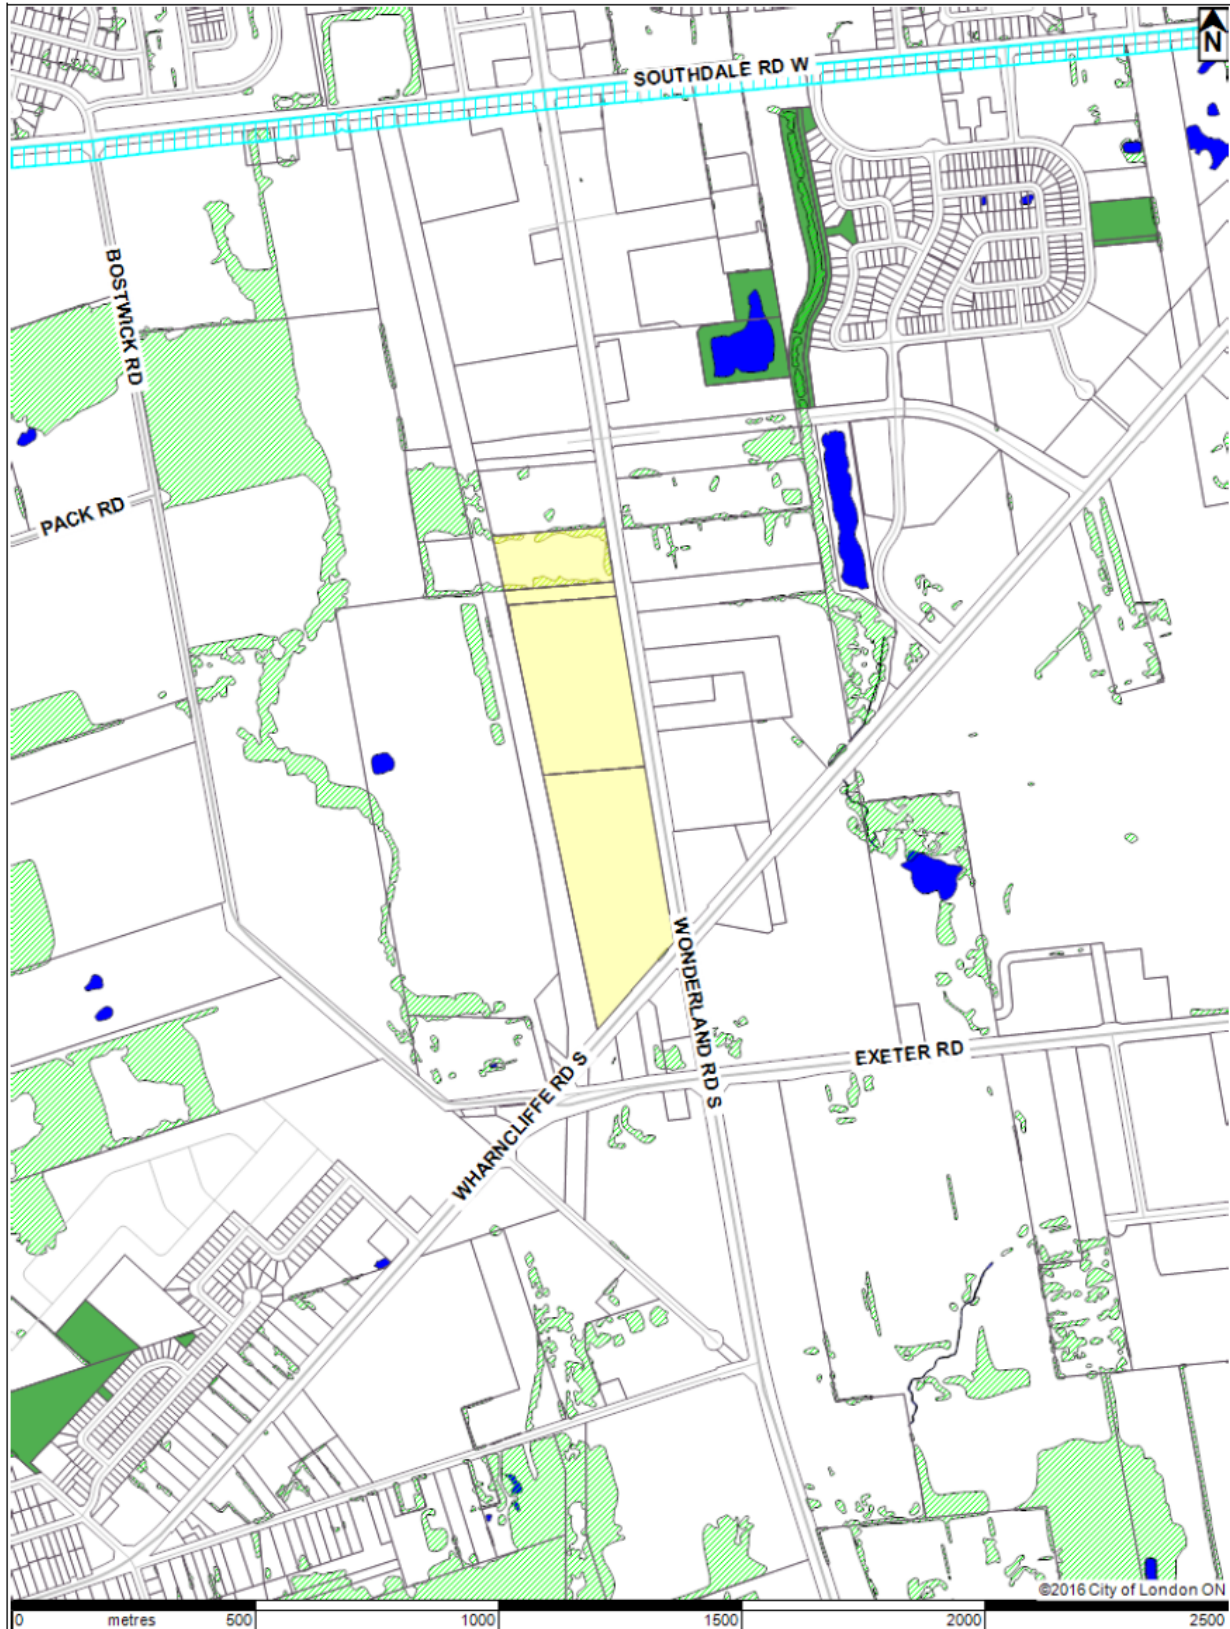 N
SOUTHDALE RD W
BOSTWICK RD
PACK RD
WONDERLAND RD S
EXETER RD
WHARNCLIFFE RD S
©2016 City of London ON
0 metres 500 1000 1500 2000 2500